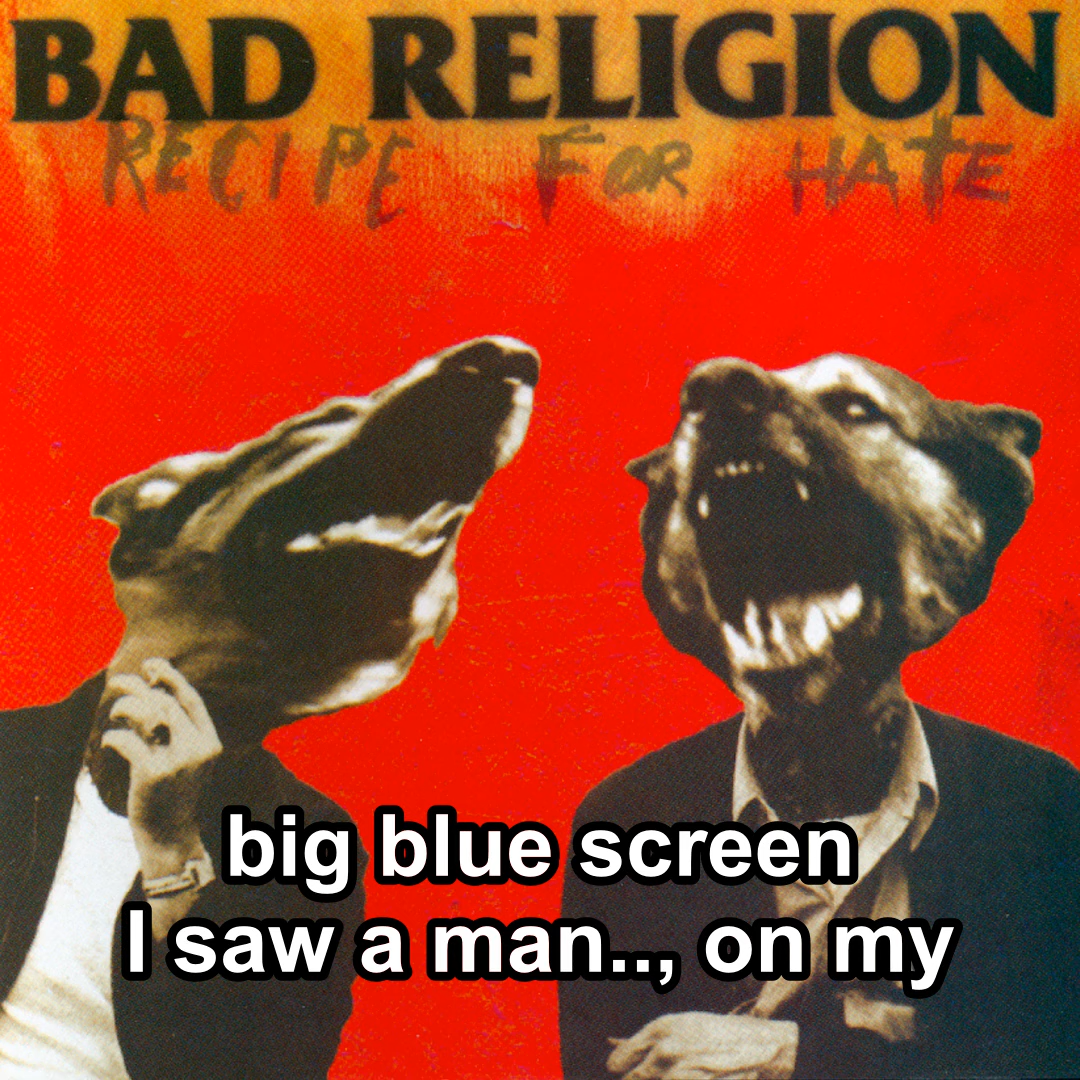 BAD RELIGION
RECIPE FOR HATE
big blue screen
I saw a man.., on my